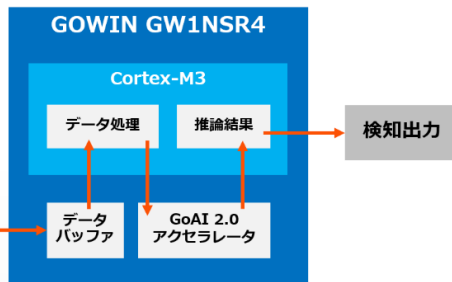 GOWIN GW1NSR4
Cortex-M3
データ処理
推論結果
検知出力
データ
バッファ
GoAI 2.0
アクセラレータ